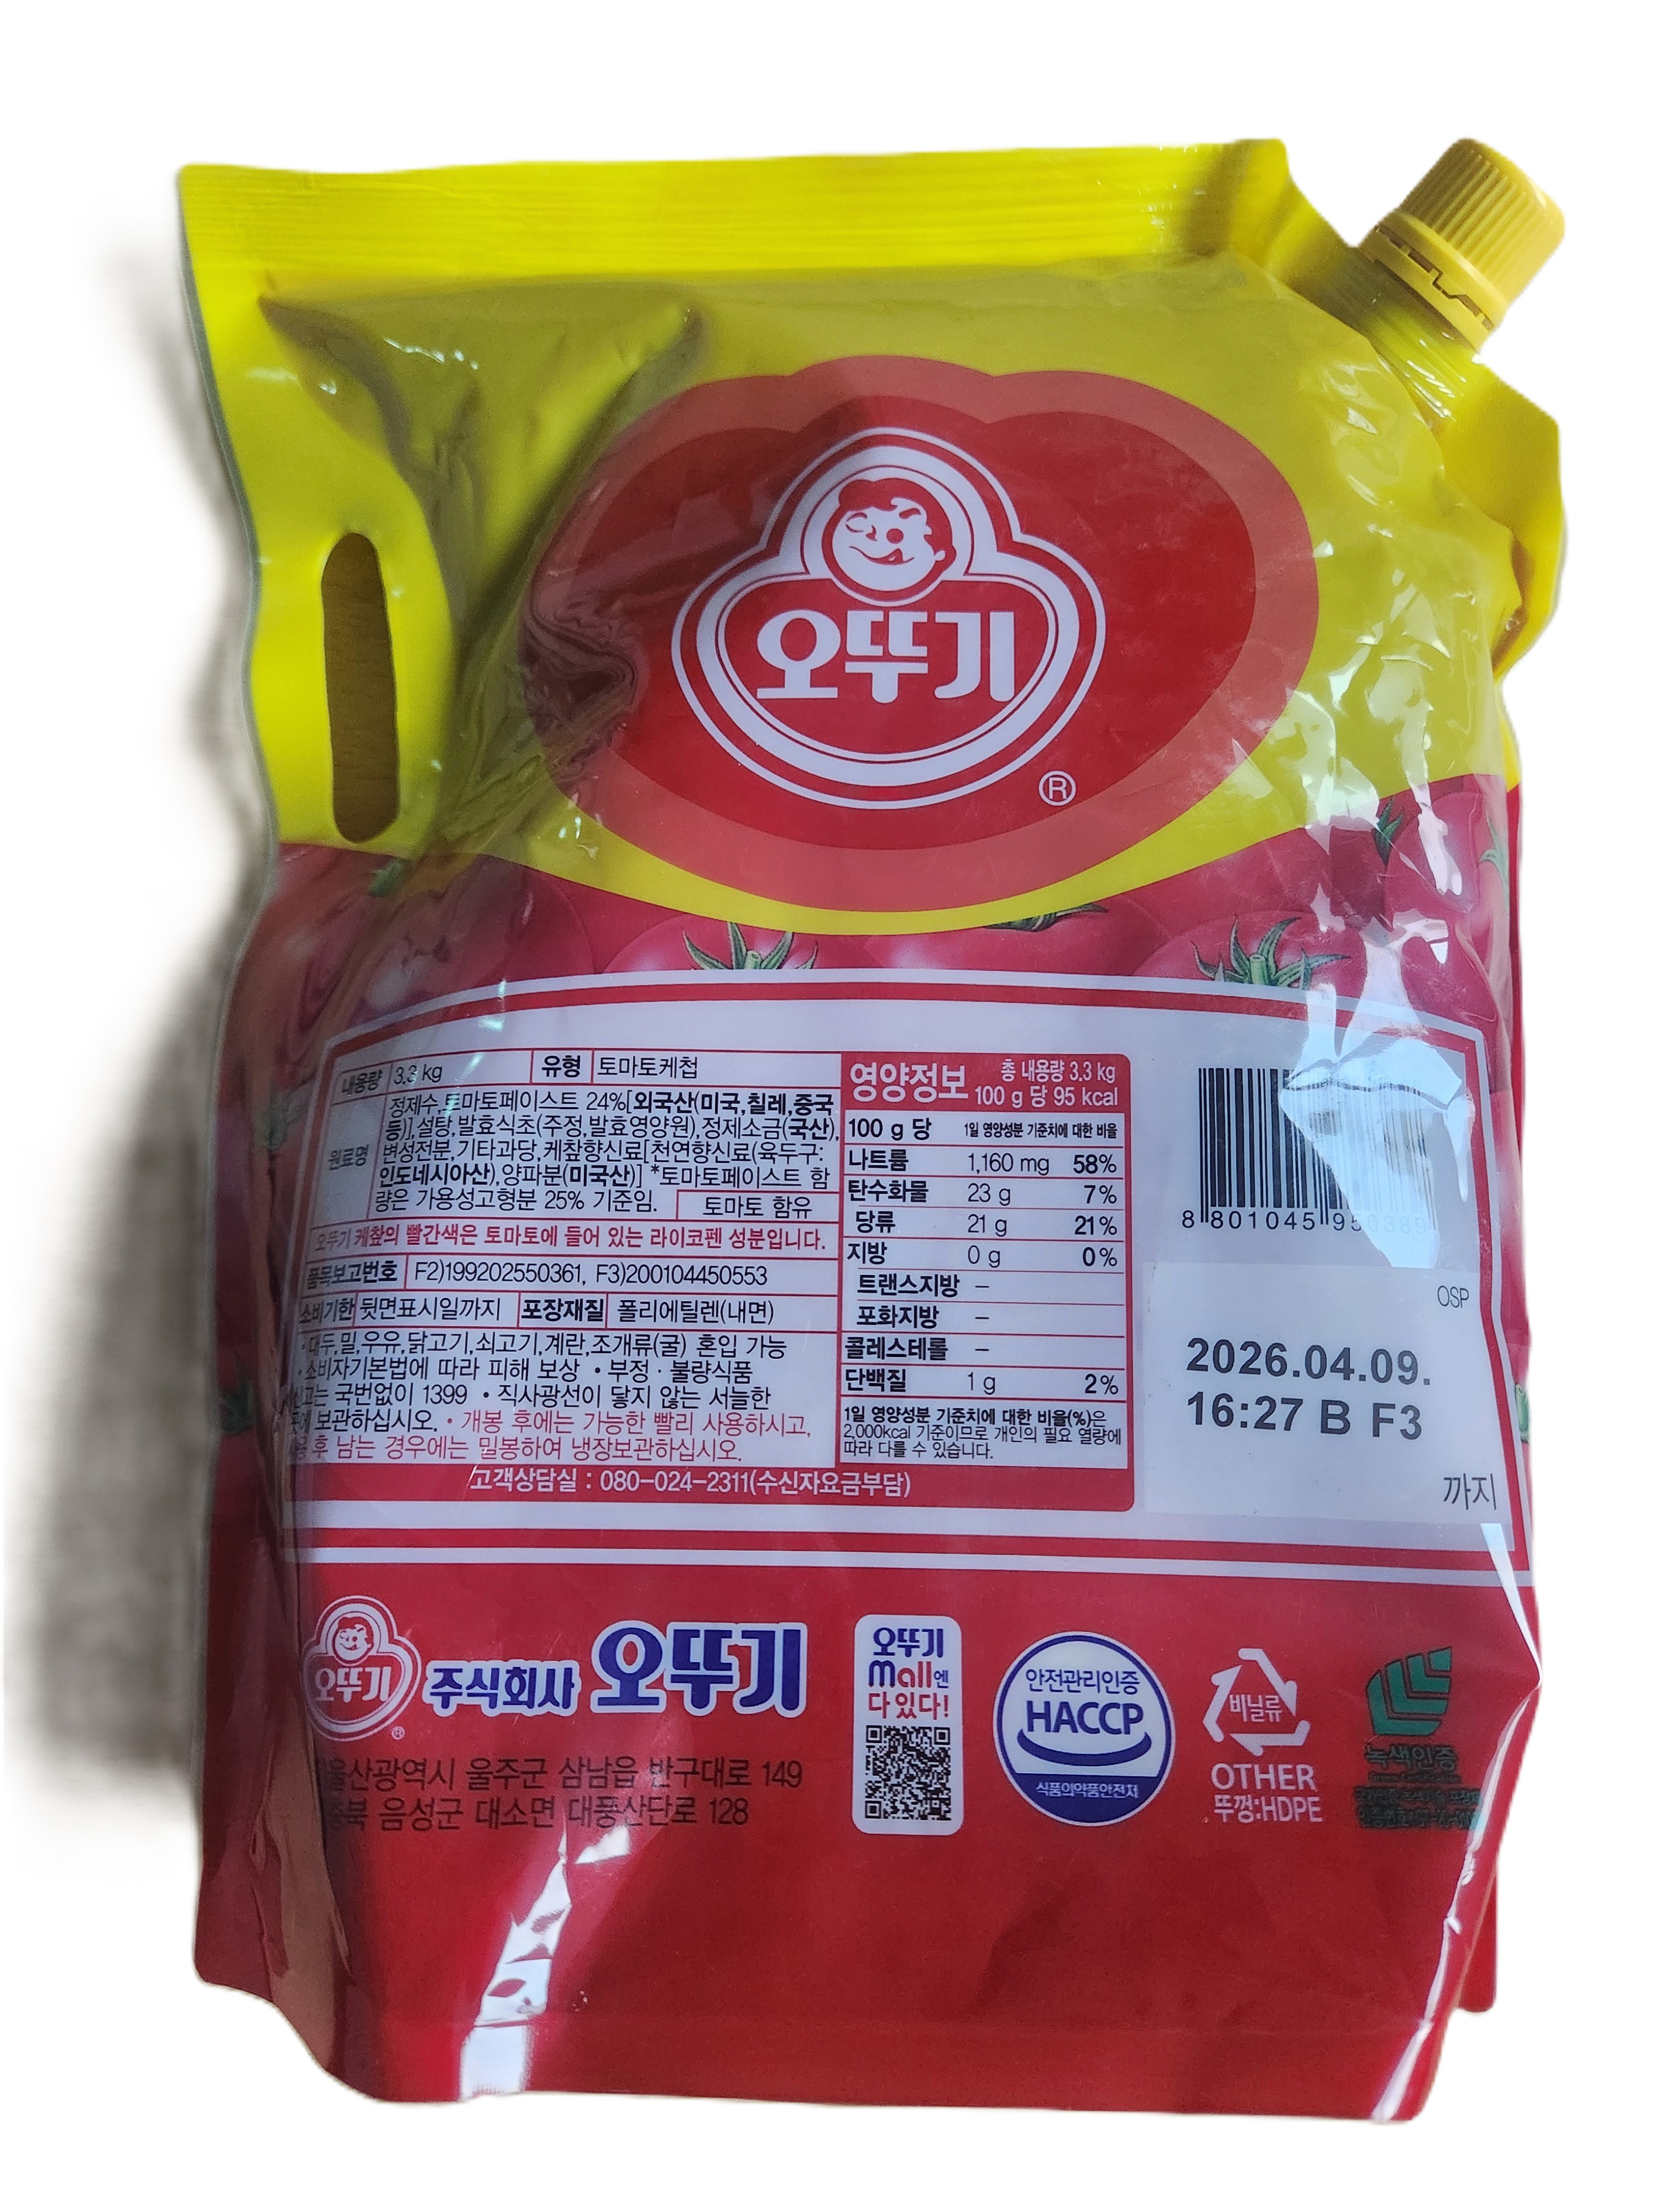 오뚜기
®
내용량 3.3 kg 유형 토마토케첩
원료명 정제수,토마토페이스트 24%[외국산(미국,칠레,중국
등)],설탕,발효식초(주정,발효영양원),정제소금(국산),
변성전분,기타과당,케챂향신료[천연향신료(육두구:
인도네시아산),양파분(미국산)] *토마토페이스트 함
량은 가용성고형분 25% 기준임. 토마토 함유
오뚜기 케챂의 빨간색은 토마토에 들어 있는 라이코펜 성분입니다.
품목보고번호 F2)199202550361, F3)200104450553
소비기한 뒷면표시일까지 포장재질 폴리에틸렌(내면)
• 대두,밀,우유,닭고기,쇠고기,계란,조개류(굴) 혼입 가능
• 소비자기본법에 따라 피해 보상 • 부정 · 불량식품
신고는 국번없이 1399 • 직사광선이 닿지 않는 서늘한
곳에 보관하십시오. • 개봉 후에는 가능한 빨리 사용하시고,
사용 후 남는 경우에는 밀봉하여 냉장보관하십시오.
영양정보 총 내용량 3.3 kg
100 g 당 95 kcal
100 g 당 1일 영양성분 기준치에 대한 비율
나트륨 1,160 mg 58%
탄수화물 23 g 7%
당류 21 g 21%
지방 0 g 0%
트랜스지방 –
포화지방 –
콜레스테롤 –
단백질 1 g 2%
1일 영양성분 기준치에 대한 비율(%)은
2,000kcal 기준이므로 개인의 필요 열량에
따라 다를 수 있습니다.
고객상담실 : 080-024-2311(수신자요금부담)
8 801045 950389
OSP
2026.04.09.
16:27 B F3
까지
오뚜기
®
주식회사 오뚜기
울산광역시 울주군 삼남읍 반구대로 149
충북 음성군 대소면 대풍산단로 128
오뚜기
mall엔
다 있다!
안전관리인증
HACCP
식품의약품안전처
비닐류
OTHER
뚜껑:HDPE
녹색인증